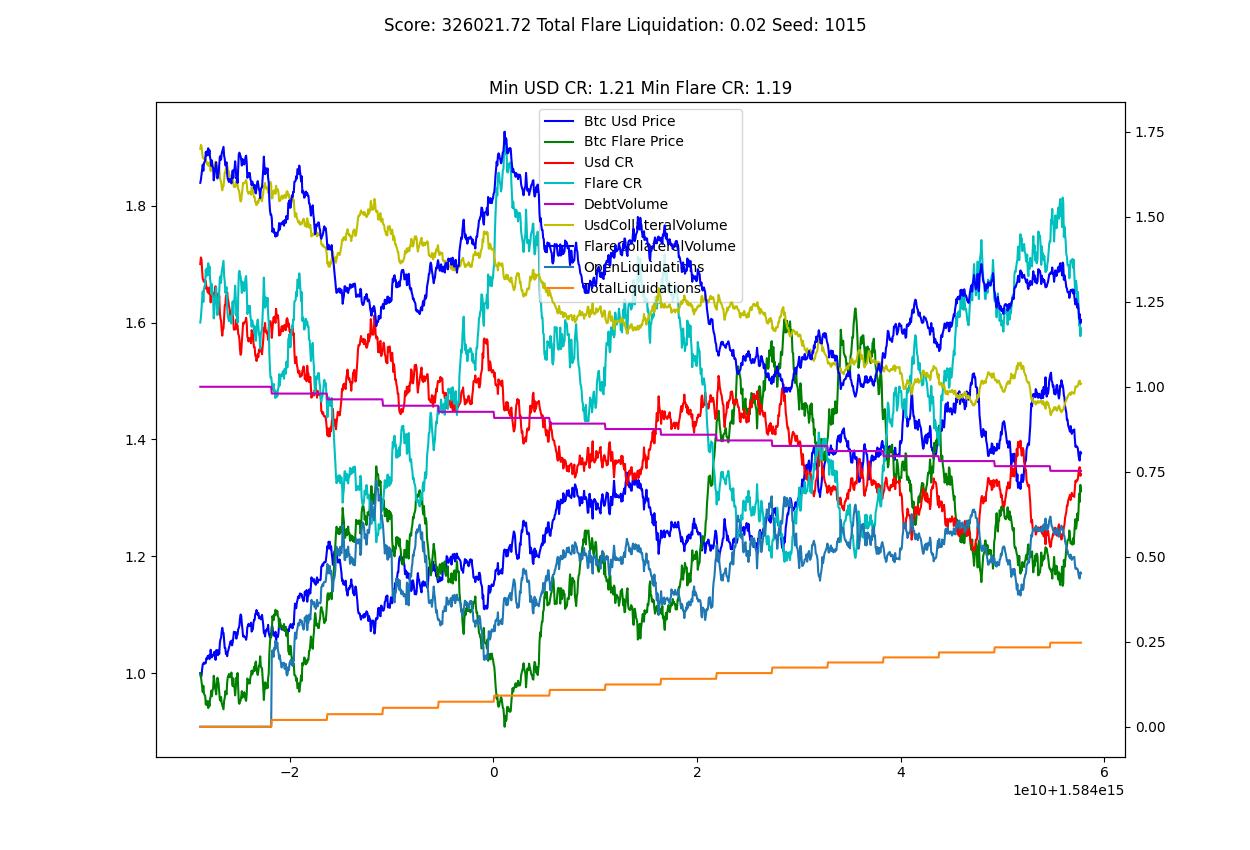 Score: 326021.72 Total Flare Liquidation: 0.02 Seed: 1015
Min USD CR: 1.21 Min Flare CR: 1.19
Btc Usd Price
Btc Flare Price
Usd CR
Flare CR
DebtVolume
UsdCollateralVolume
FlareCollateralVolume
OpenLiquidations
TotalLiquidations
1.8
1.6
1.4
1.2
1.0
1.75
1.50
1.25
1.00
0.75
0.50
0.25
0.00
−2
0
2
4
6
1e10+1.584e15